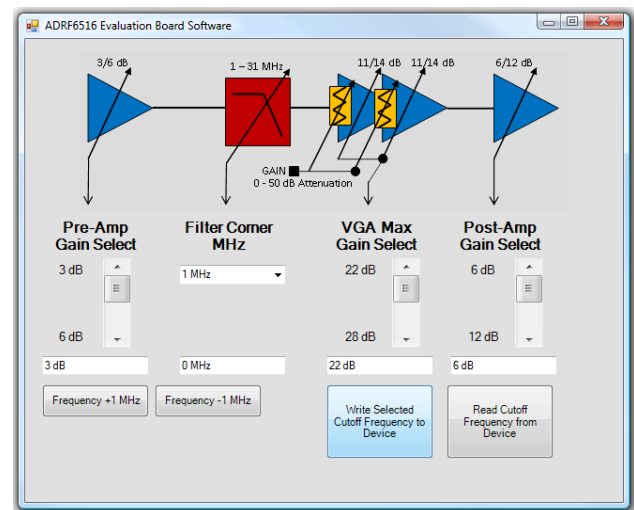 ADRF6516 Evaluation Board Software
3/6 dB
1 – 31 MHz
11/14 dB
11/14 dB
6/12 dB
GAIN
0 - 50 dB Attenuation
Pre-Amp
Gain Select
Filter Corner
MHz
VGA Max
Gain Select
Post-Amp
Gain Select
3 dB
1 MHz
22 dB
6 dB
6 dB
28 dB
12 dB
3 dB
0 MHz
22 dB
6 dB
Frequency +1 MHz
Frequency -1 MHz
Write Selected
Cutoff Frequency to
Device
Read Cutoff
Frequency from
Device